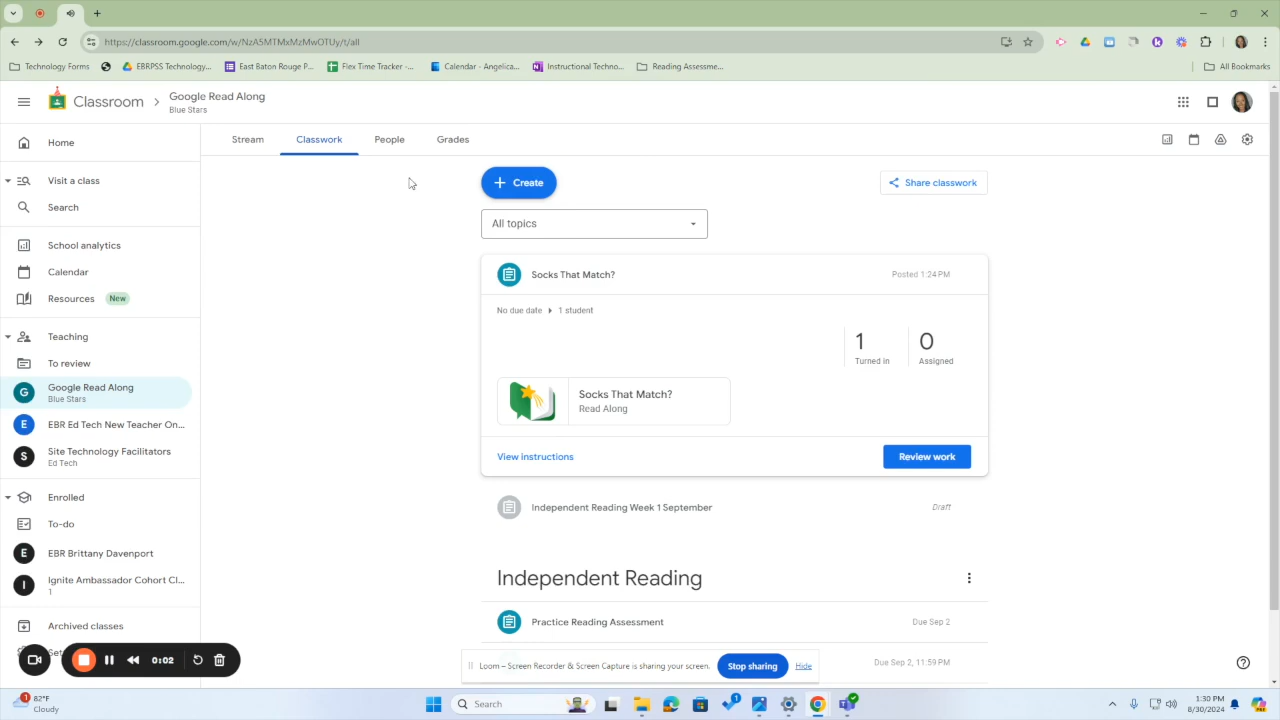 https://classroom.google.com/w/NzA5MTMxMzMwOTUy/t/all
Technology Forms
EBRPSS Technology...
East Baton Rouge P...
Flex Time Tracker -...
Calendar - Angelica...
Instructional Techno...
Reading Assessme...
All Bookmarks
Classroom
Google Read Along
Blue Stars
Stream
Classwork
People
Grades
Home
Visit a class
Search
School analytics
Calendar
Resources New
Teaching
To review
G Google Read Along
Blue Stars
E EBR Ed Tech New Teacher On...
S Site Technology Facilitators
Ed Tech
Enrolled
To-do
E EBR Brittany Davenport
I Ignite Ambassador Cohort Cl...
1
Archived classes
Set
0:02
Create
Share classwork
All topics
Socks That Match?
Posted 1:24 PM
No due date 1 student
1
Turned in
0
Assigned
Socks That Match?
Read Along
View instructions
Review work
Independent Reading Week 1 September
Draft
Independent Reading
Practice Reading Assessment
Due Sep 2
Due Sep 2, 11:59 PM
Loom – Screen Recorder & Screen Capture is sharing your screen.
Stop sharing
Hide
1
82°F
Cloudy
Search
1
1:30 PM
8/30/2024